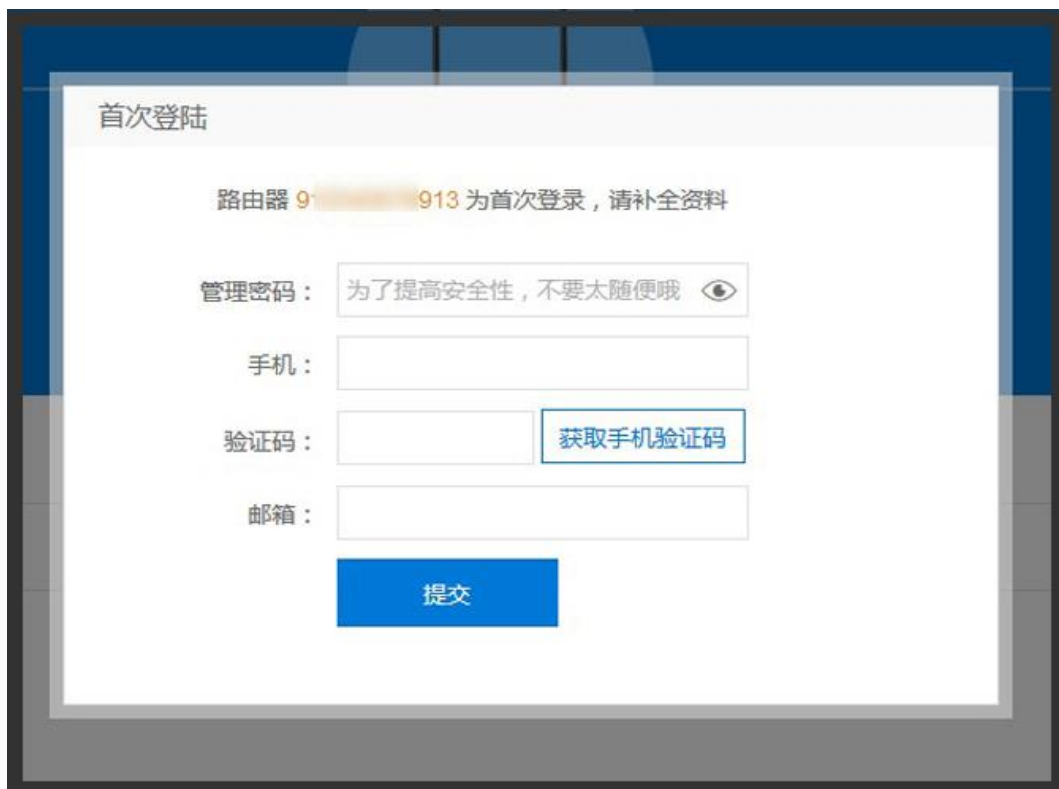 首次登陆
路由器 91 913 为首次登录，请补全资料
管理密码： 为了提高安全性，不要太随便哦
手机：
验证码： 获取手机验证码
邮箱：
提交